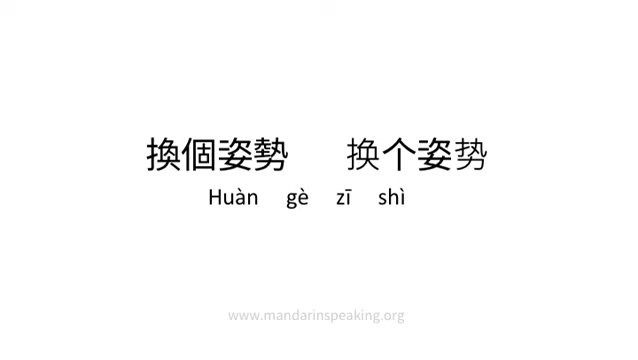 換個姿勢 换个姿势
Huàn gè zī shì
www.mandarinspeaking.org